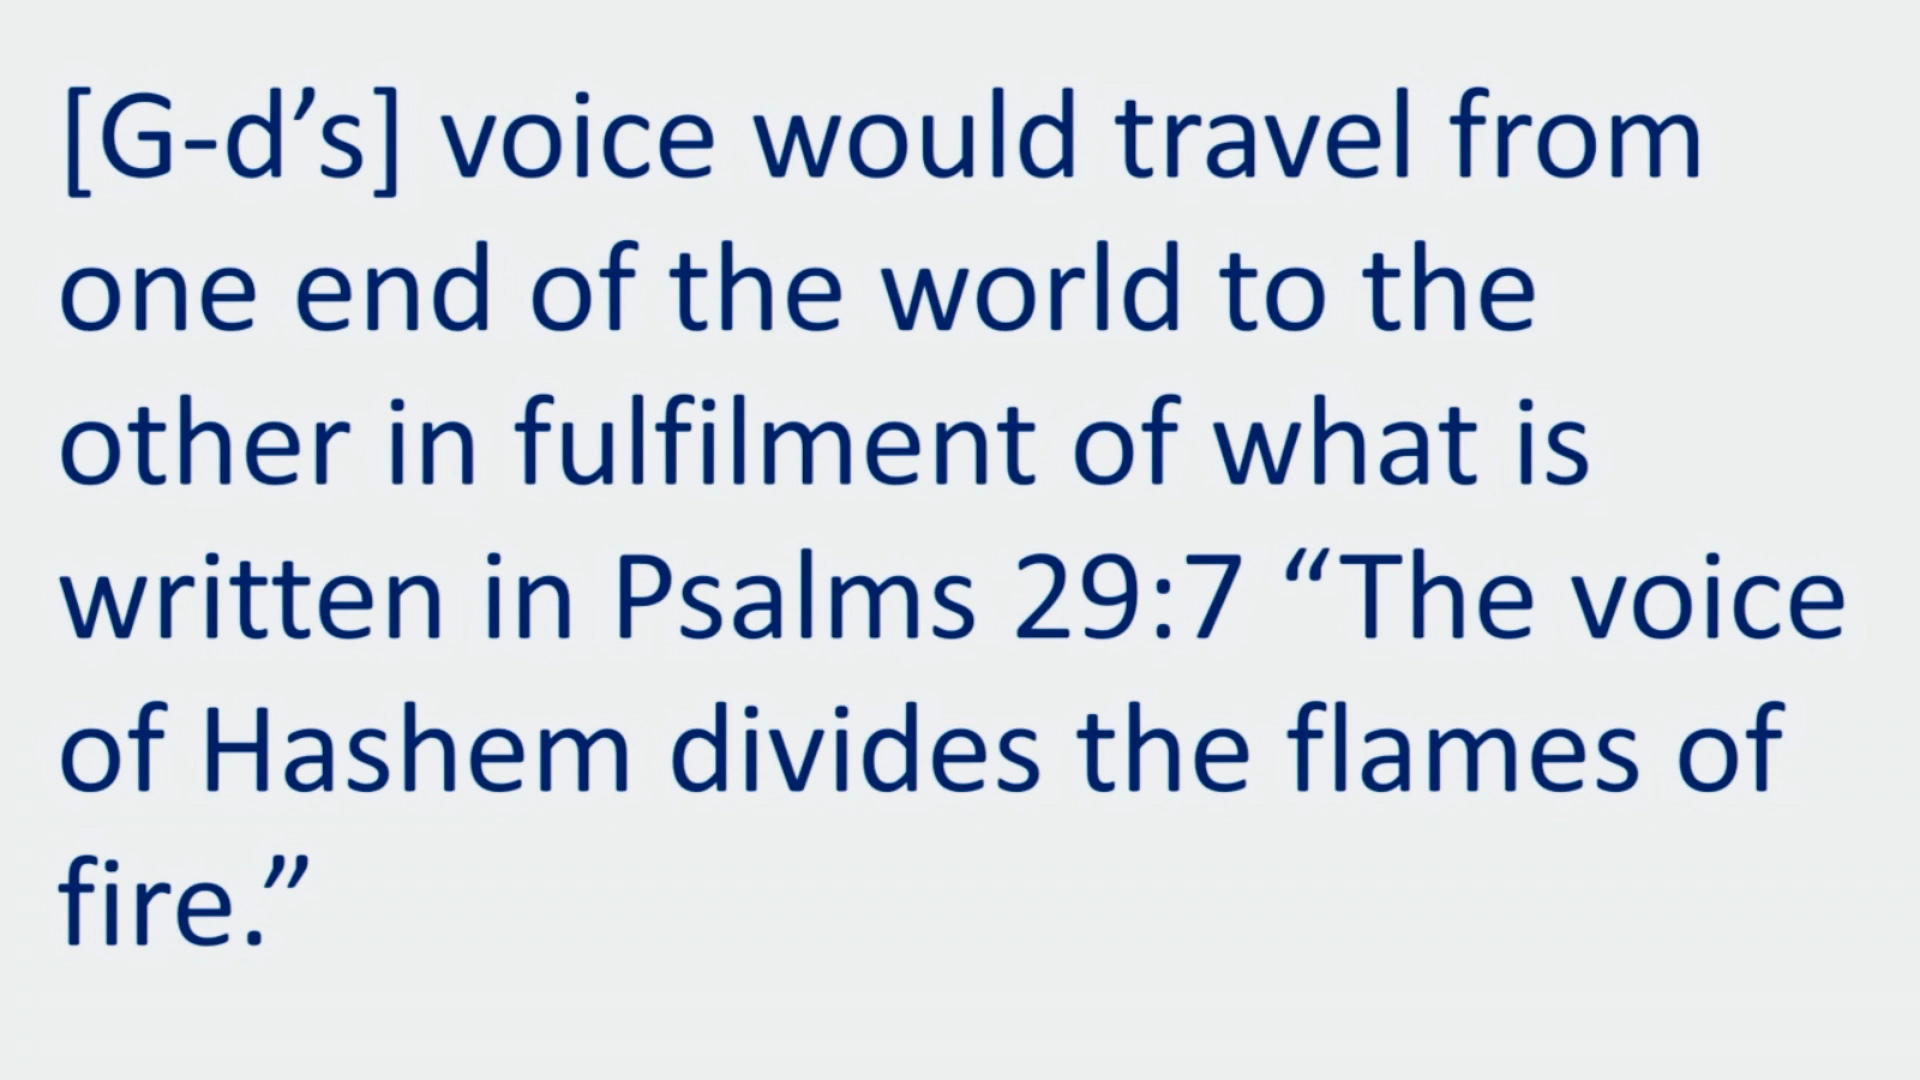 [G-d’s] voice would travel from
one end of the world to the
other in fulfilment of what is
written in Psalms 29:7 “The voice
of Hashem divides the flames of
fire.”